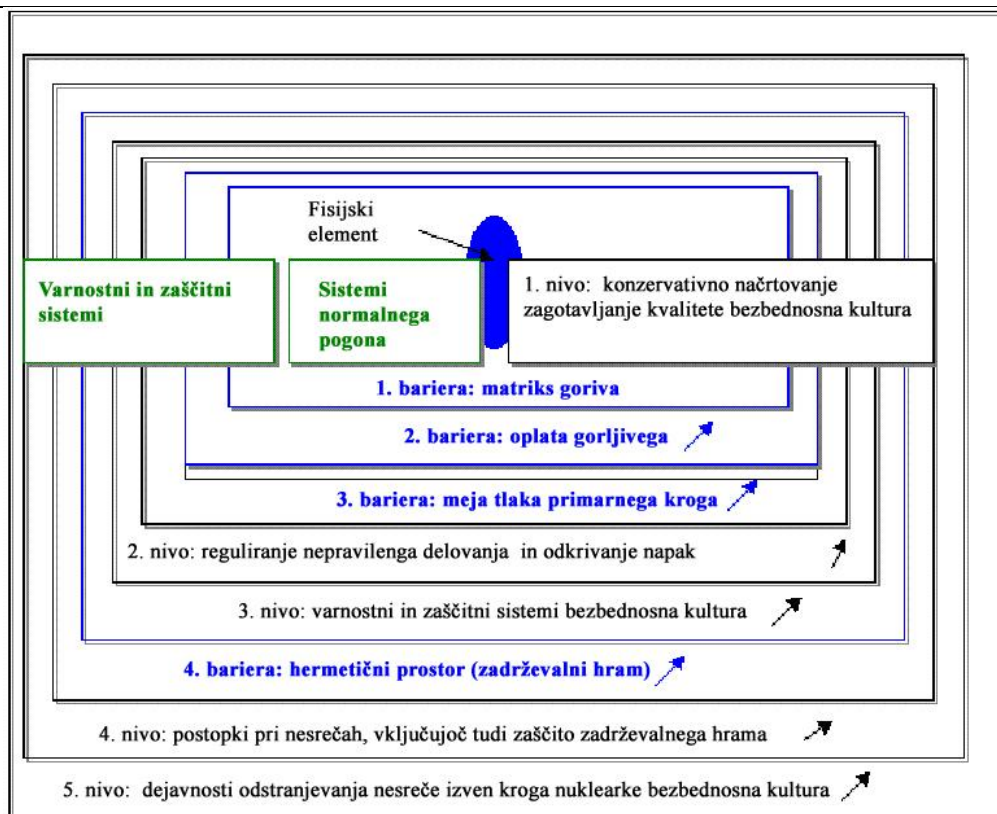 Fisijski
element
Varnostni in zaščitni
sistemi
Sistemi
normalnega
pogona
1. nivo:  konzervativno načrtovanje
zagotavljanje kvalitete bezbednosna kultura
1. bariera: matriks goriva
2. bariera: oplata gorljivega
3. bariera: meja tlaka primarnega kroga
2. nivo: reguliranje nepravilenga delovanja  in odkrivanje napak
3. nivo: varnostni in zaščitni sistemi bezbednosna kultura
4. bariera: hermetični prostor (zadrževalni hram)
4. nivo: postopki pri nesrečah, vključujoč tudi zaščito zadrževalnega hrama
5. nivo:  dejavnosti odstranjevanja nesreče izven kroga nuklearke bezbednosna kultura